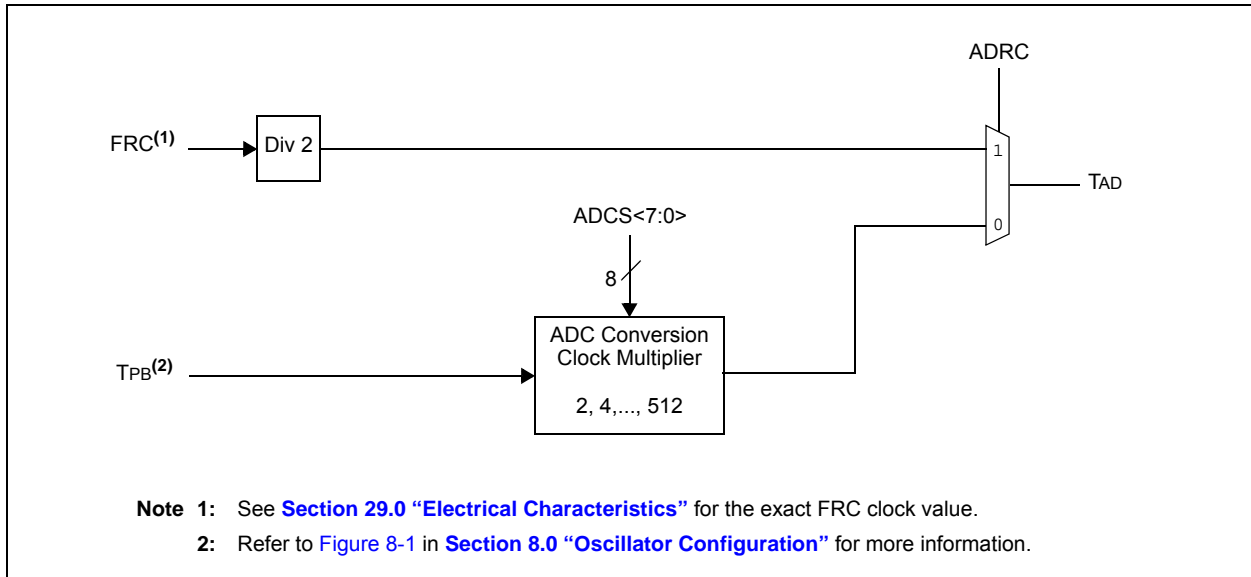 ADRC
FRC(1)
Div 2
1
TAD
ADCS<7:0>
0
8
ADC Conversion
Clock Multiplier
TPB(2)
2, 4,..., 512
Note 1: See Section 29.0 “Electrical Characteristics” for the exact FRC clock value.
2: Refer to Figure 8-1 in Section 8.0 “Oscillator Configuration” for more information.